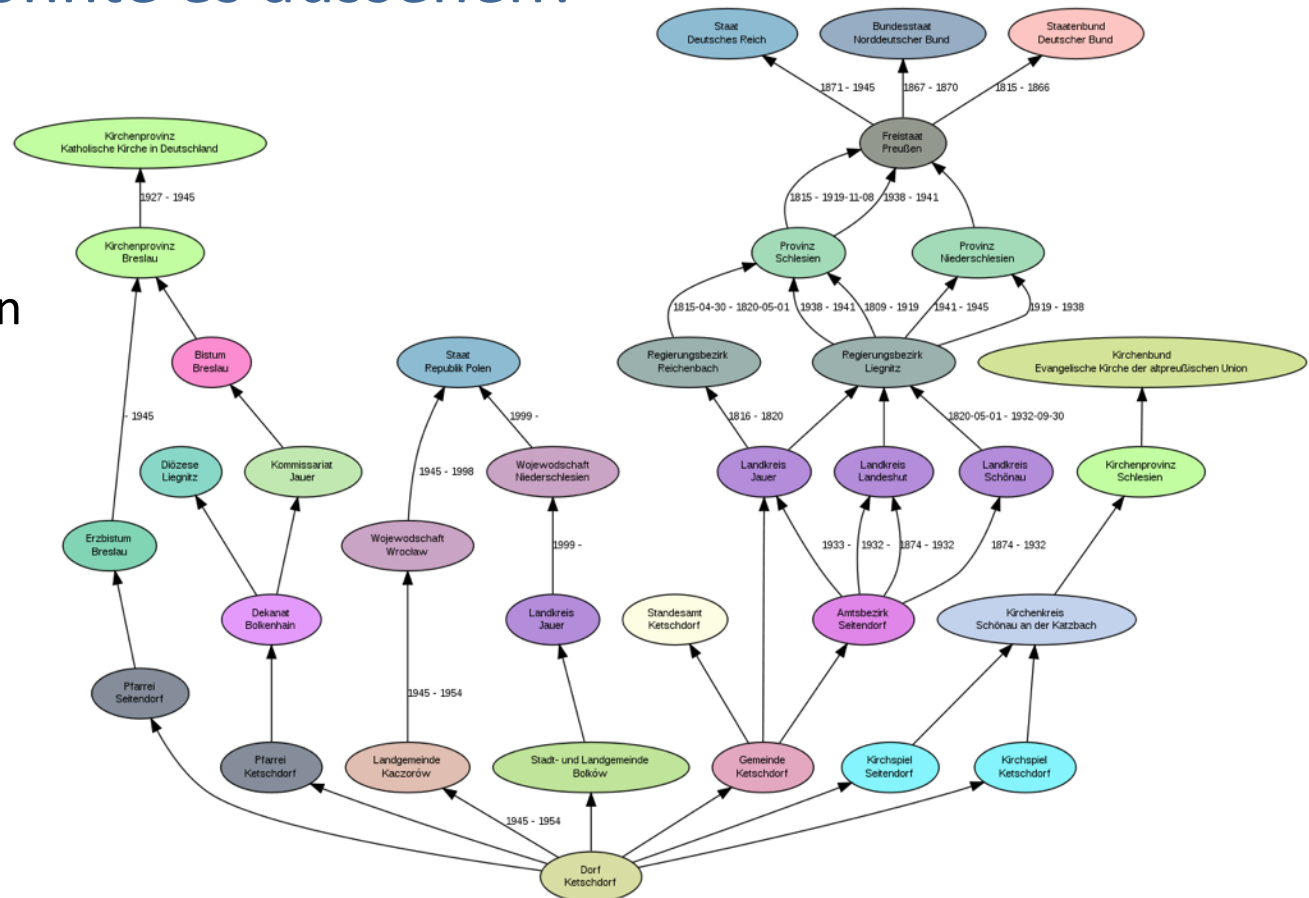 Staat
Deutsches Reich
Bundesstaat
Norddeutscher Bund
Staatenbund
Deutscher Bund
1871 - 1945
1867 - 1870
1815 - 1866
Kirchenprovinz
Katholische Kirche in Deutschland
Freistaat
Preußen
1927 - 1945
1815 - 1919-11-08
1938 - 1941
Kirchenprovinz
Breslau
Provinz
Schlesien
Provinz
Niederschlesien
n
1815-04-30 - 1820-05-01
1938 - 1941
1809 - 1919
1941 - 1945
1919 - 1938
Bistum
Breslau
Staat
Republik Polen
Regierungsbezirk
Reichenbach
Regierungsbezirk
Liegnitz
Kirchenbund
Evangelische Kirche der altpreußischen Union
- 1945
1999 -
1816 - 1820
1820-05-01 - 1932-09-30
Diözese
Liegnitz
Kommissariat
Jauer
1945 - 1998
Wojewodschaft
Niederschlesien
Landkreis
Jauer
Landkreis
Landeshut
Landkreis
Schönau
Kirchenprovinz
Schlesien
Erzbistum
Breslau
Wojewodschaft
Wrocław
1999 -
1933 -
1932 -
1874 - 1932
1874 - 1932
Dekanat
Bolkenhain
Landkreis
Jauer
Standesamt
Ketschdorf
Amtsbezirk
Seitendorf
Kirchenkreis
Schönau an der Katzbach
Pfarrei
Seitendorf
1945 - 1954
Pfarrei
Ketschdorf
Landgemeinde
Kaczorów
Stadt- und Landgemeinde
Bolków
Gemeinde
Ketschdorf
Kirchspiel
Seitendorf
Kirchspiel
Ketschdorf
1945 - 1954
Dorf
Ketschdorf